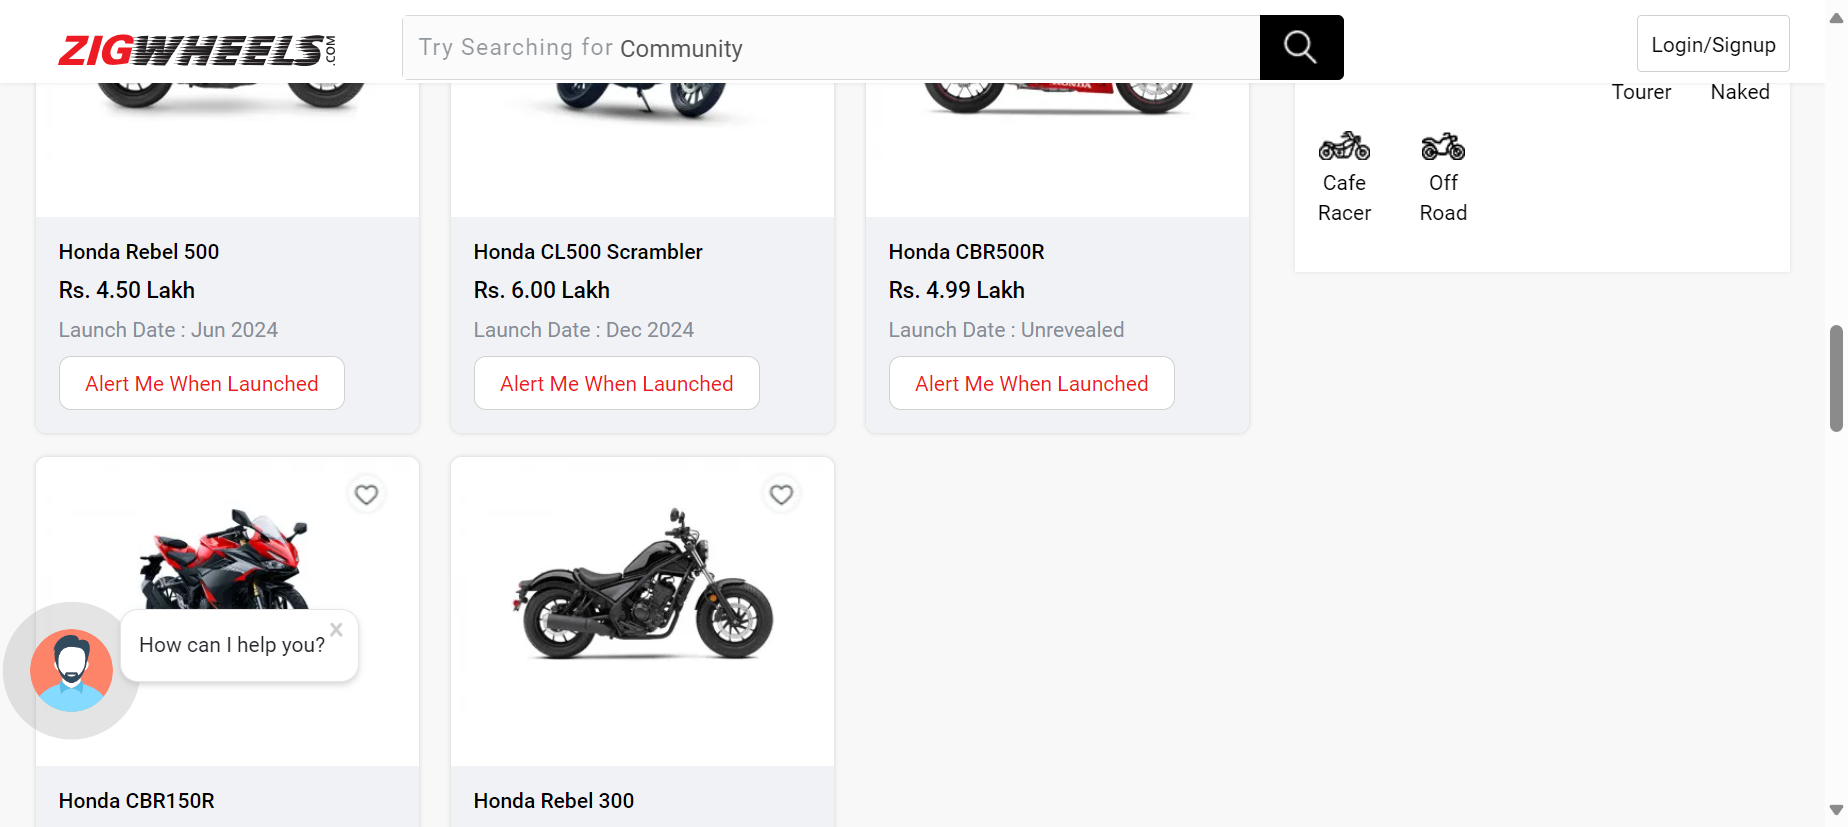 ZIGWHEELS.COM
Try Searching for Community
Login/Signup
Tourer
Naked
Cafe
Racer
Off
Road
HONDA
Honda Rebel 500
Rs. 4.50 Lakh
Launch Date : Jun 2024
Alert Me When Launched
Honda CL500 Scrambler
Rs. 6.00 Lakh
Launch Date : Dec 2024
Alert Me When Launched
Honda CBR500R
Rs. 4.99 Lakh
Launch Date : Unrevealed
Alert Me When Launched
How can I help you?
Honda CBR150R
Honda Rebel 300